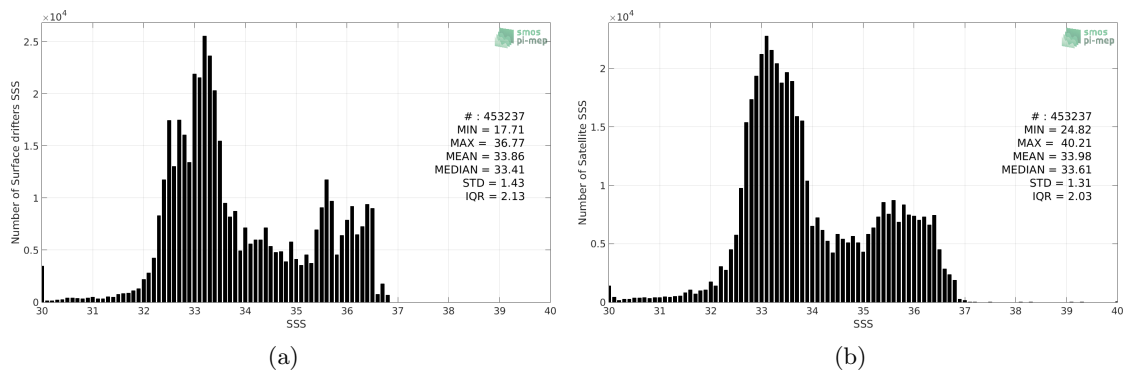 ×10⁴
smos
pi-mep
2.5
2
1.5
1
0.5
0
Number of Surface drifters SSS
# : 453237
MIN = 17.71
MAX = 36.77
MEAN = 33.86
MEDIAN = 33.41
STD = 1.43
IQR = 2.13
30 31 32 33 34 35 36 37 38 39 40
SSS
(a)
×10⁴
smos
pi-mep
2
1.5
1
0.5
0
Number of Satellite SSS
# : 453237
MIN = 24.82
MAX = 40.21
MEAN = 33.98
MEDIAN = 33.61
STD = 1.31
IQR = 2.03
30 31 32 33 34 35 36 37 38 39 40
SSS
(b)